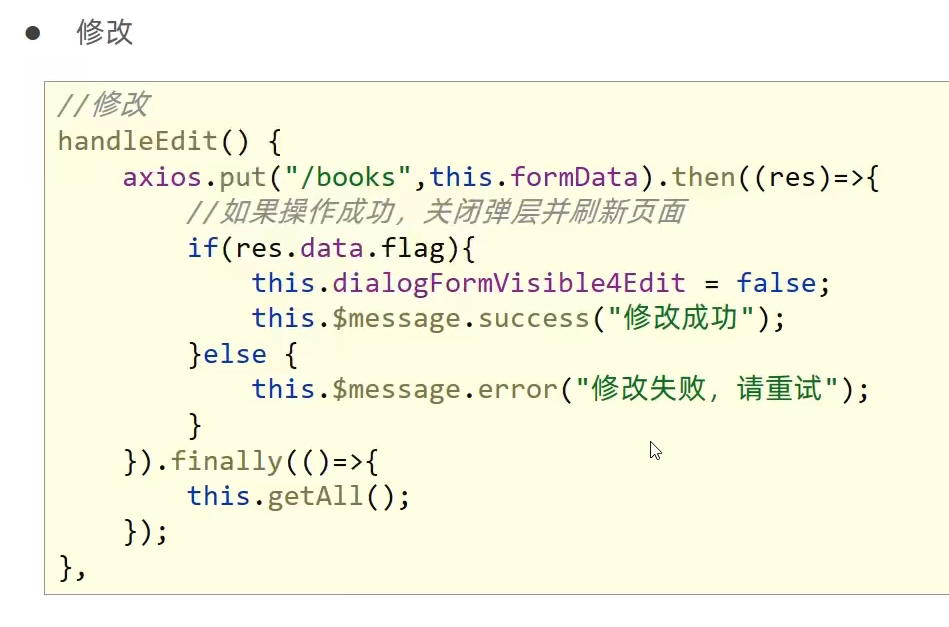 ● 修改
//修改
handleEdit() {
    axios.put("/books",this.formData).then((res)=>{
        //如果操作成功，关闭弹层并刷新页面
        if(res.data.flag){
            this.dialogFormVisible4Edit = false;
            this.$message.success("修改成功");
        }else {
            this.$message.error("修改失败，请重试");
        }
    }).finally(()=>{
        this.getAll();
    });
},